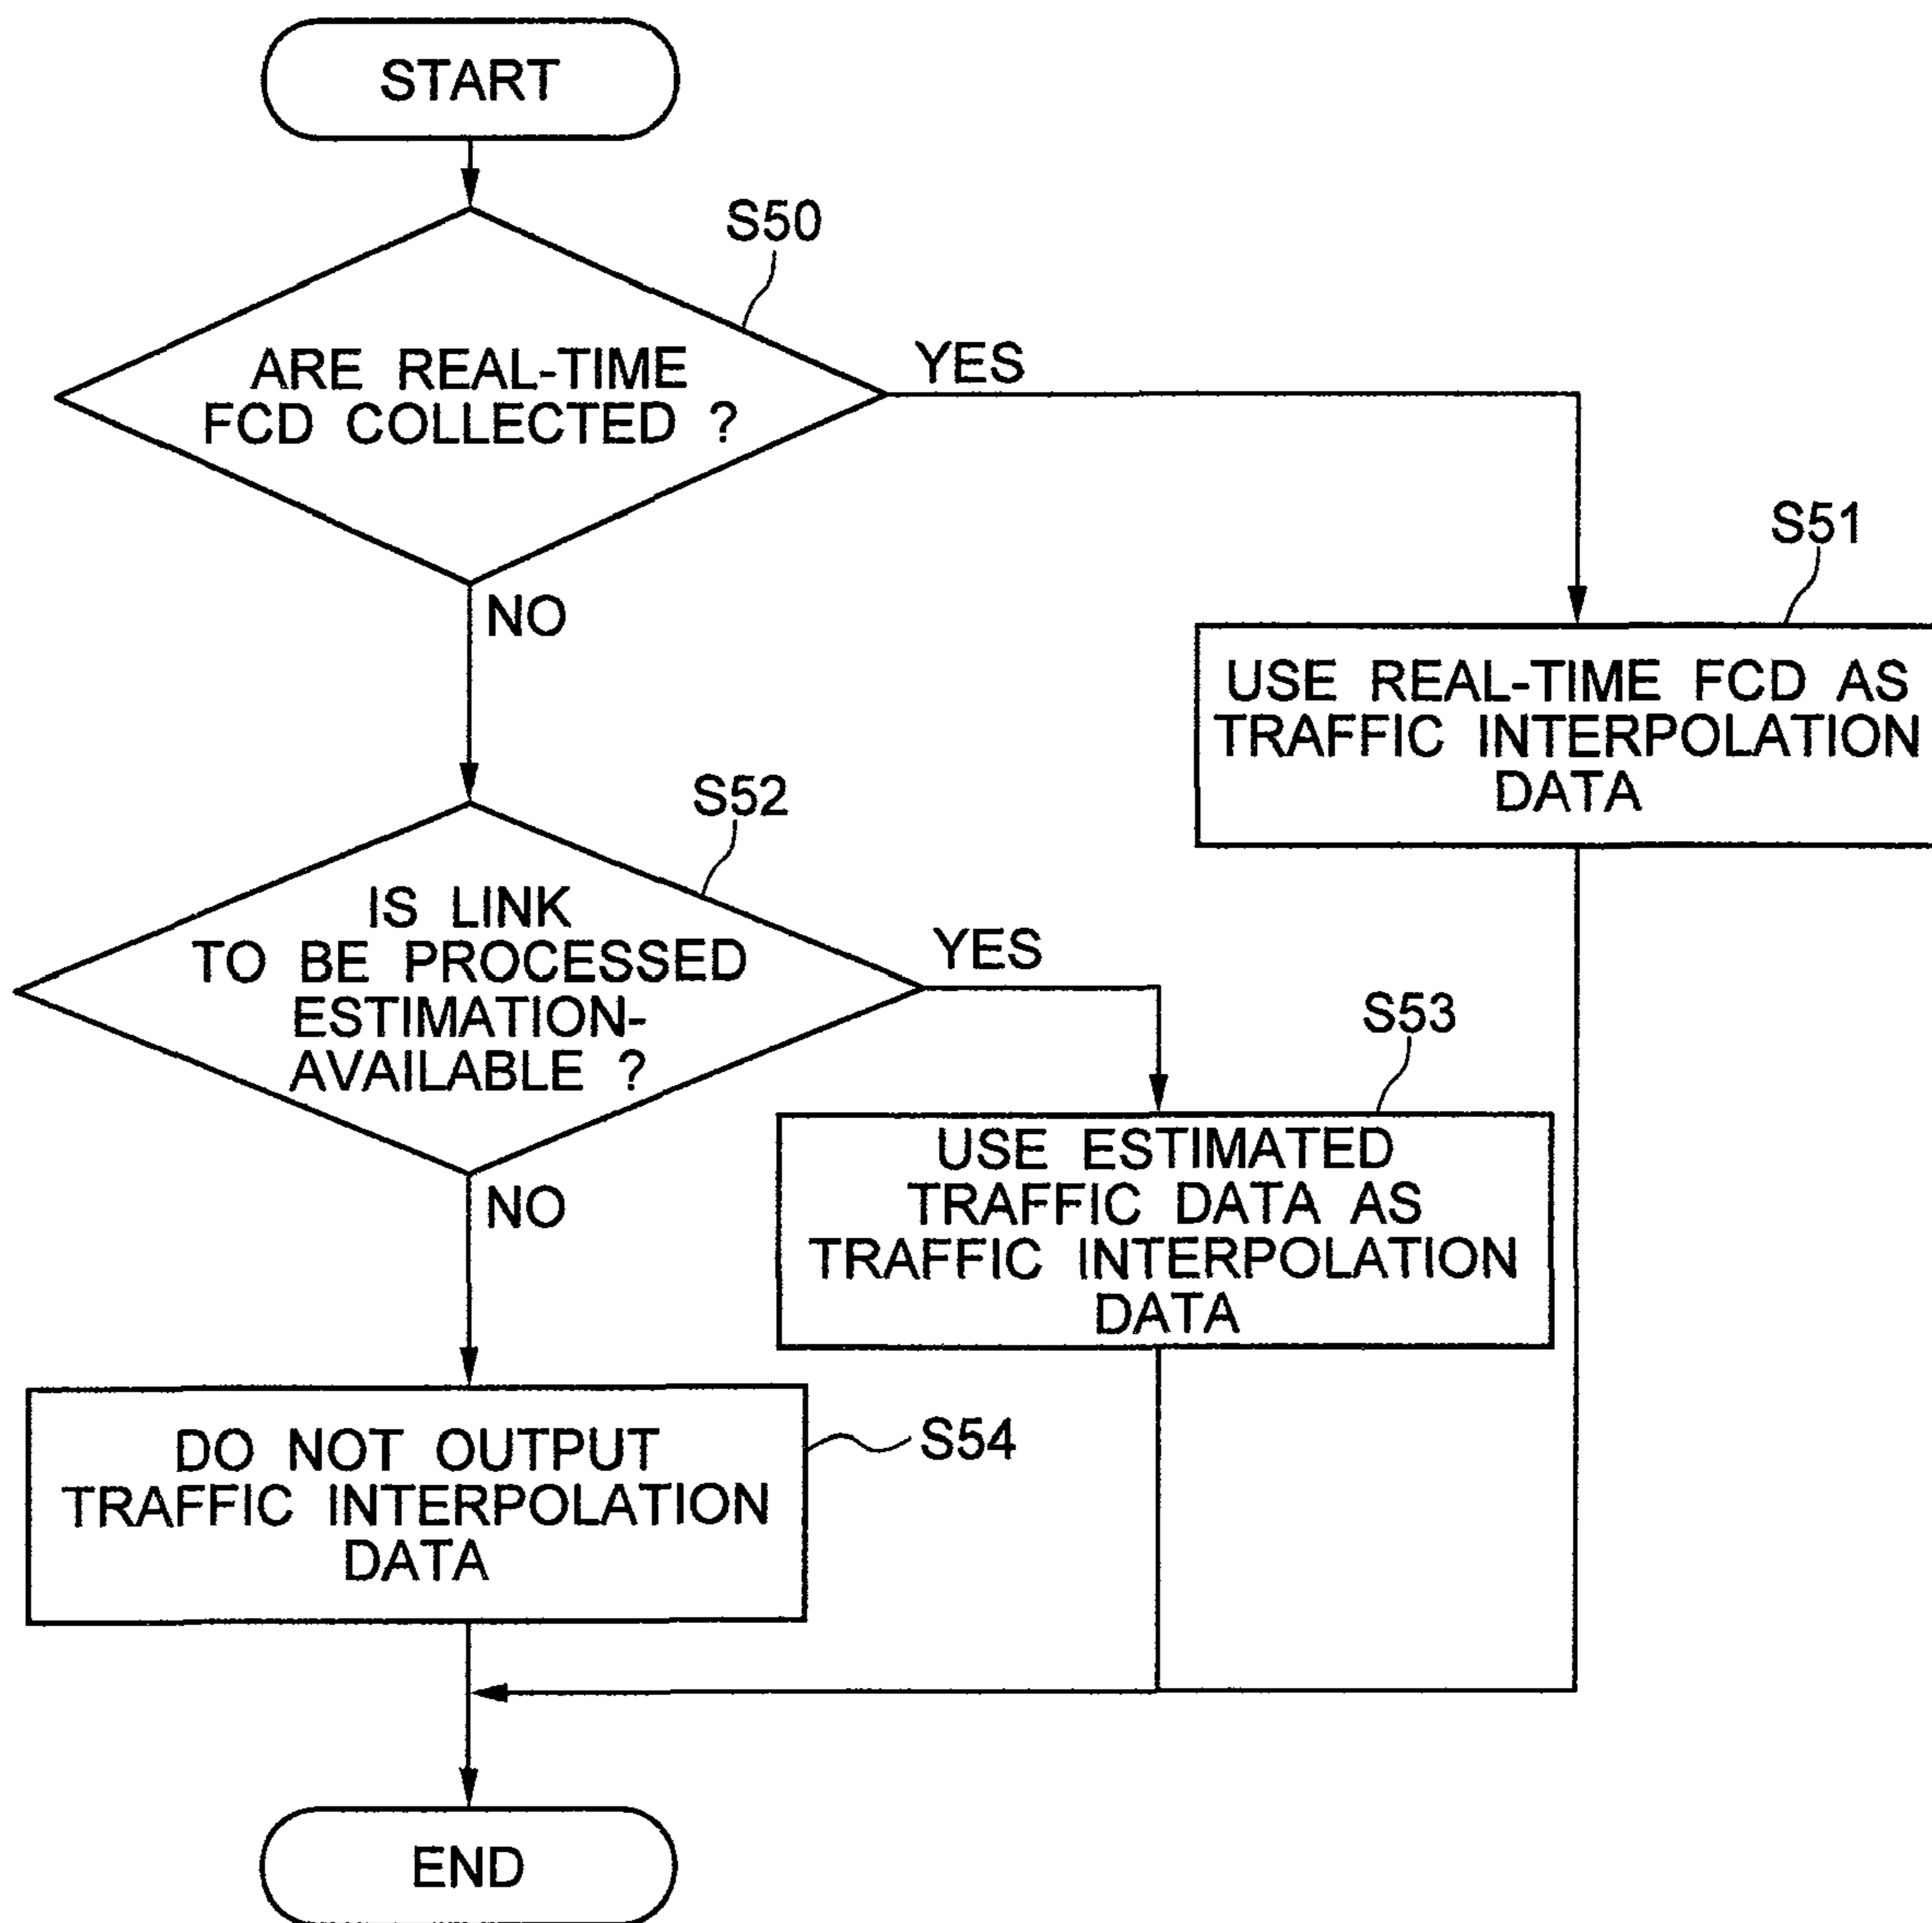 START
S50
ARE REAL-TIME
FCD COLLECTED ?
YES
NO
S51
USE REAL-TIME FCD AS
TRAFFIC INTERPOLATION
DATA
S52
IS LINK
TO BE PROCESSED
ESTIMATION-
AVAILABLE ?
YES
NO
S53
USE ESTIMATED
TRAFFIC DATA AS
TRAFFIC INTERPOLATION
DATA
DO NOT OUTPUT
TRAFFIC INTERPOLATION
DATA
S54
END